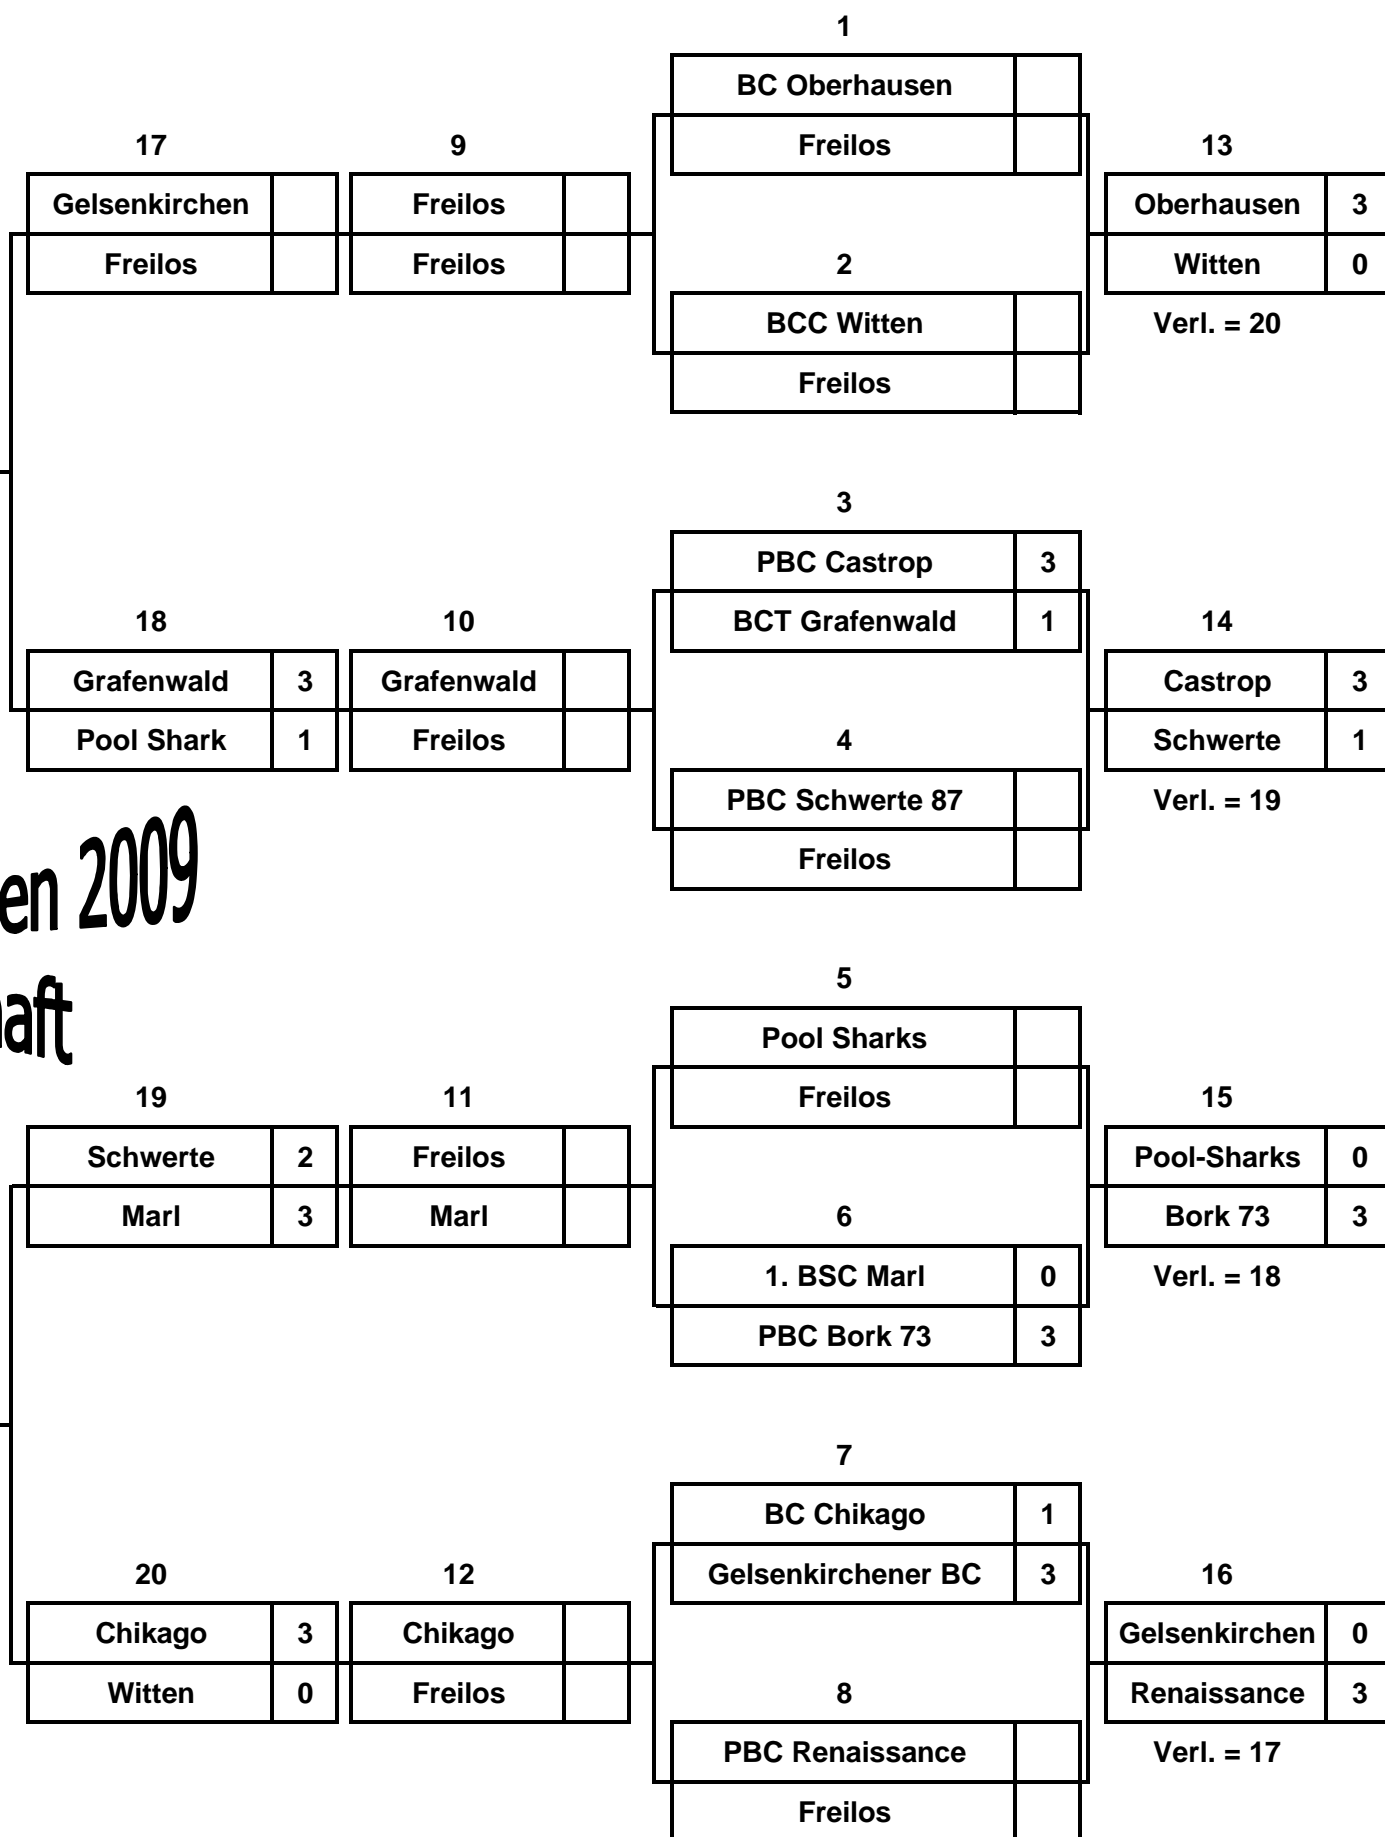 1
BC Oberhausen
Freilos
17
9
13
Gelsenkirchen
Freilos
Oberhausen 3
Freilos
Freilos
2
Witten 0
BCC Witten
Verl. = 20
Freilos
3
PBC Castrop 3
18
10
BCT Grafenwald 1
14
Grafenwald 3
Grafenwald
Castrop 3
Pool Shark 1
Freilos
4
Schwerte 1
PBC Schwerte 87
Verl. = 19
Freilos
en 2009
aft
5
Pool Sharks
19
11
Freilos
15
Schwerte 2
Freilos
Pool-Sharks 0
Marl 3
Marl
6
Bork 73 3
1. BSC Marl 0
Verl. = 18
PBC Bork 73 3
7
BC Chikago 1
20
12
Gelsenkirchener BC 3
16
Chikago 3
Chikago
Gelsenkirchen 0
Witten 0
Freilos
8
Renaissance 3
PBC Renaissance
Verl. = 17
Freilos